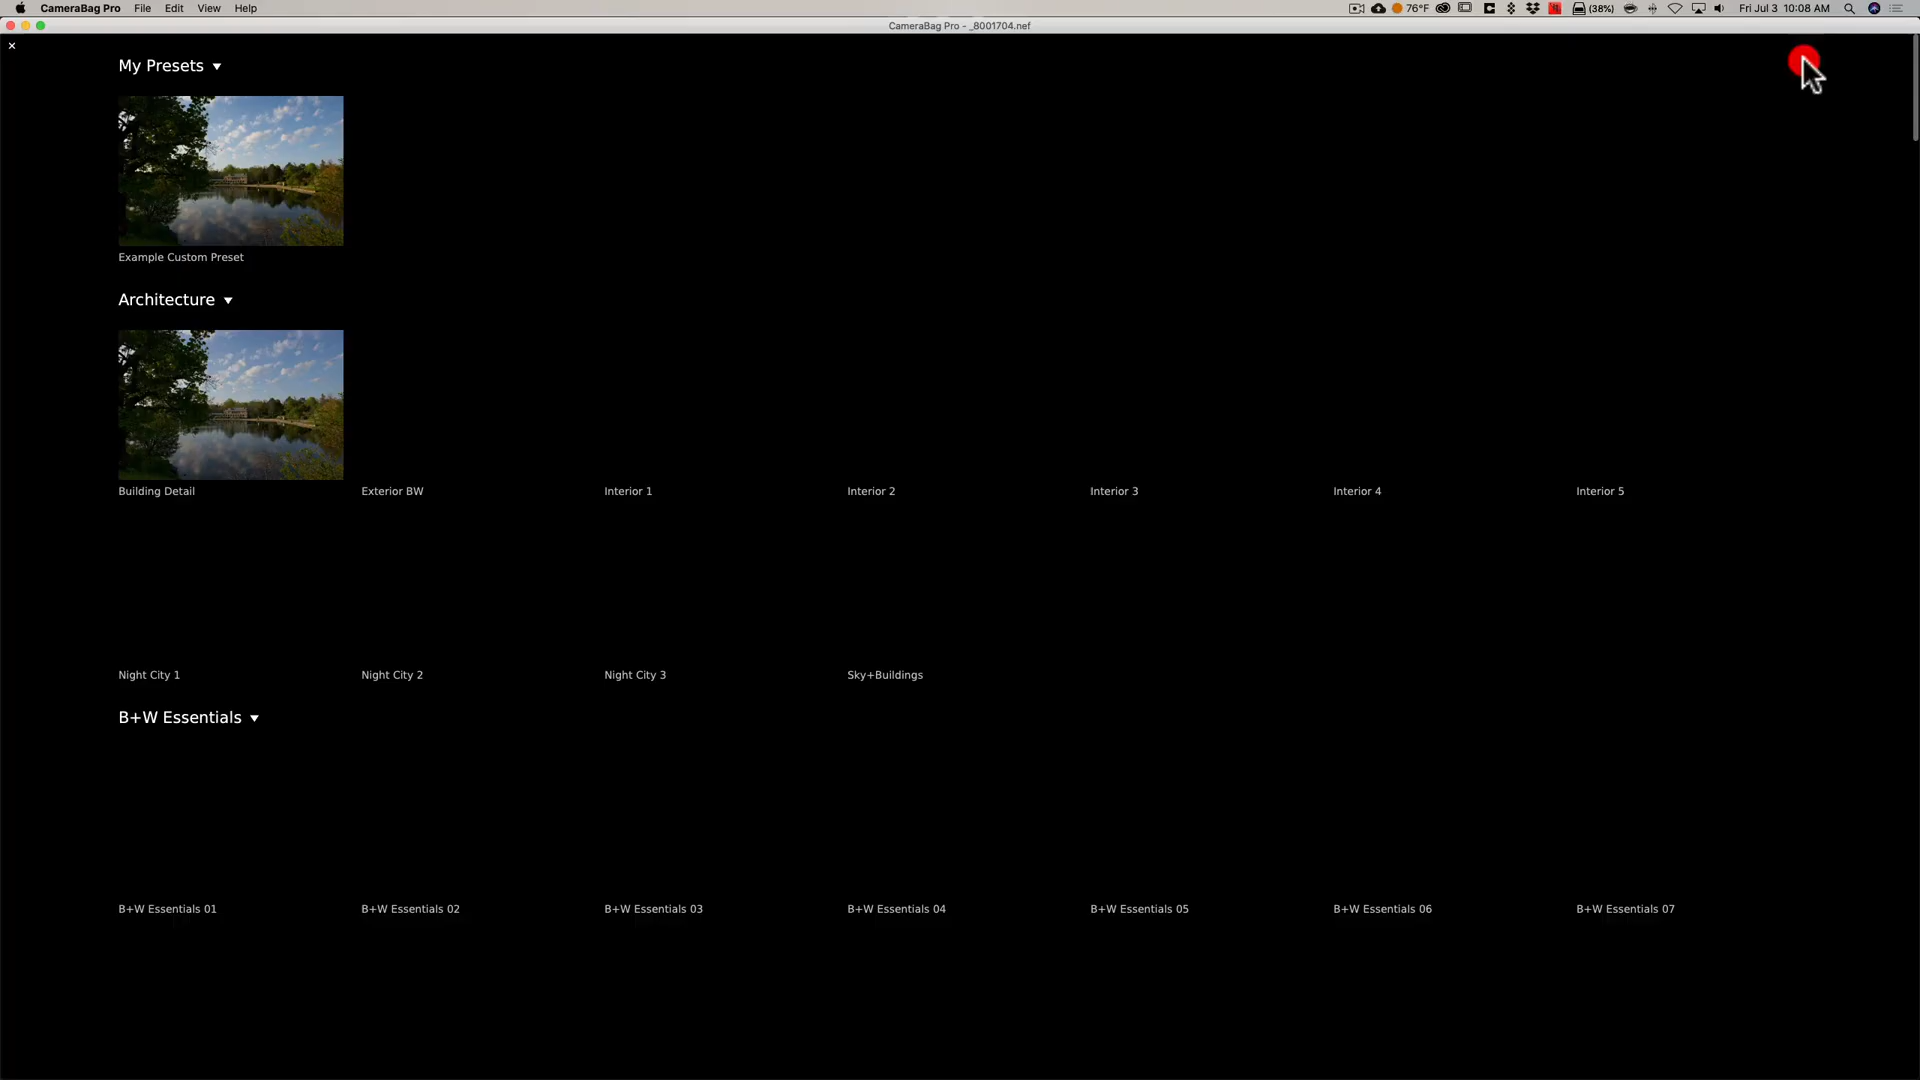 CameraBag Pro File Edit View Help
(38%) 76°F Fri Jul 3 10:08 AM
CameraBag Pro - _8001704.nef
My Presets
Example Custom Preset
Architecture
Building Detail
Exterior BW
Interior 1
Interior 2
Interior 3
Interior 4
Interior 5
Night City 1
Night City 2
Night City 3
Sky+Buildings
B+W Essentials
B+W Essentials 01
B+W Essentials 02
B+W Essentials 03
B+W Essentials 04
B+W Essentials 05
B+W Essentials 06
B+W Essentials 07